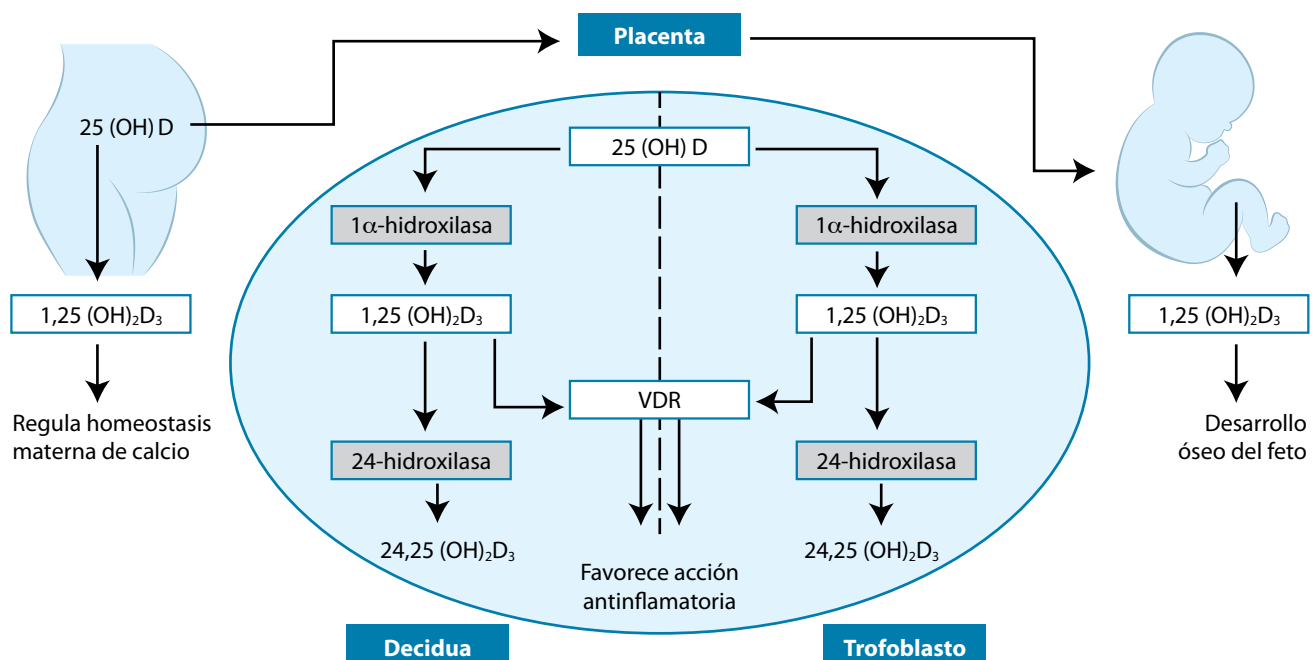 Placenta
25 (OH) D
25 (OH) D
1α-hidroxilasa
1α-hidroxilasa
1,25 (OH)₂D₃
1,25 (OH)₂D₃
1,25 (OH)₂D₃
1,25 (OH)₂D₃
VDR
Regula homeostasis
materna de calcio
Desarrollo
óseo del feto
24-hidroxilasa
24-hidroxilasa
24,25 (OH)₂D₃
24,25 (OH)₂D₃
Favorece acción
antinflamatoria
Decidua
Trofoblasto